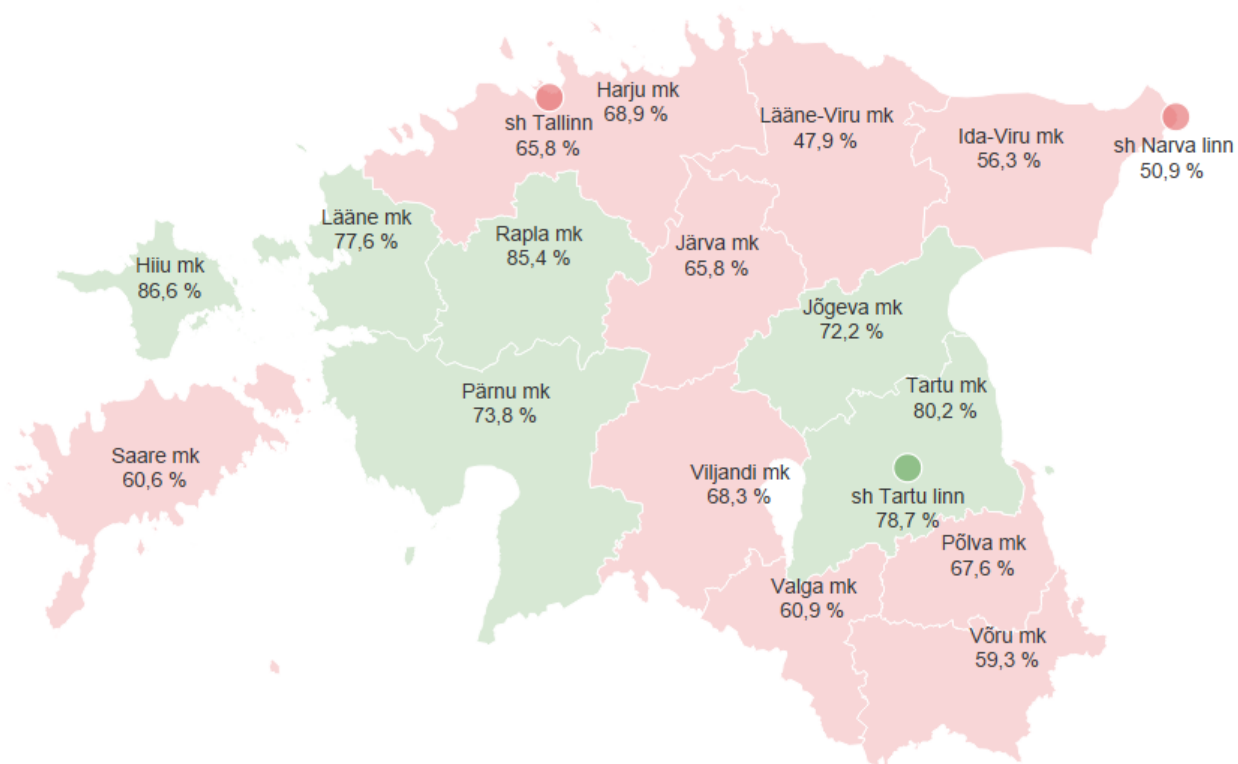 Harju mk
68,9 %
sh Tallinn
65,8 %
Lääne-Viru mk
47,9 %
Ida-Viru mk
56,3 %
sh Narva linn
50,9 %
Lääne mk
77,6 %
Rapla mk
85,4 %
Järva mk
65,8 %
Hiiu mk
86,6 %
Jõgeva mk
72,2 %
Pärnu mk
73,8 %
Tartu mk
80,2 %
Saare mk
60,6 %
Viljandi mk
68,3 %
sh Tartu linn
78,7 %
Põlva mk
67,6 %
Valga mk
60,9 %
Võru mk
59,3 %